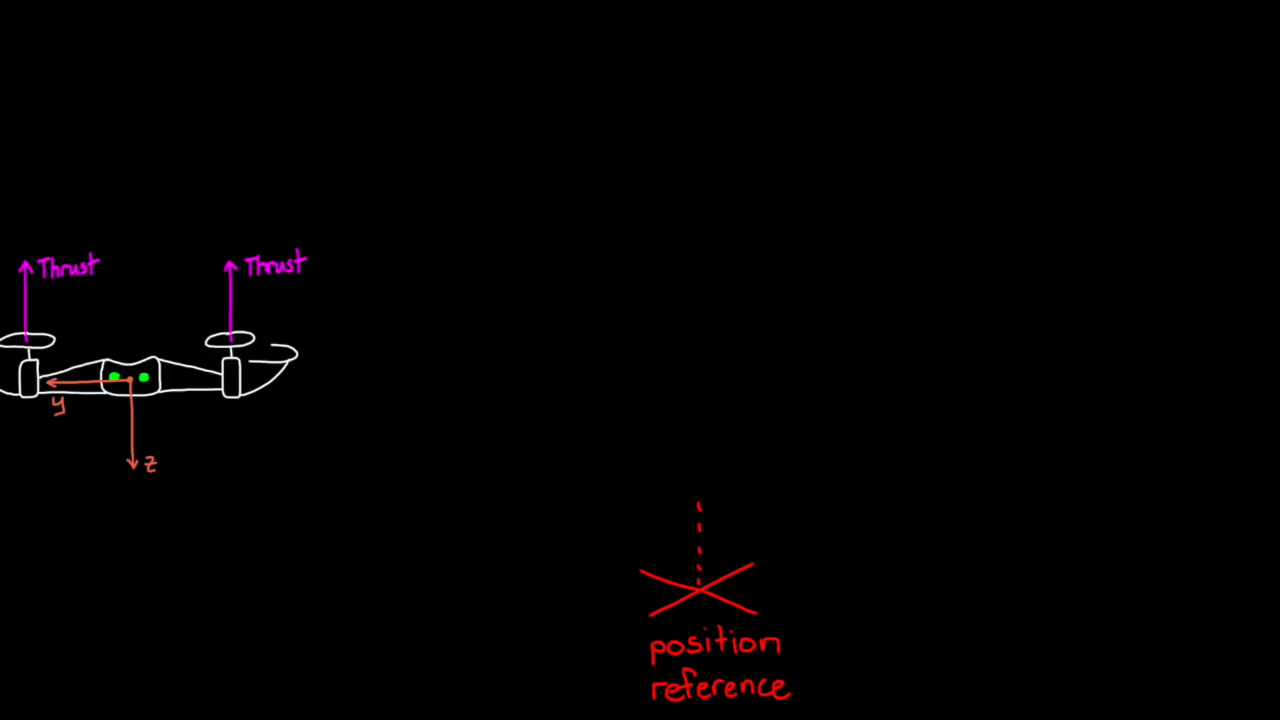 Thrust
Thrust
y
z
position
reference